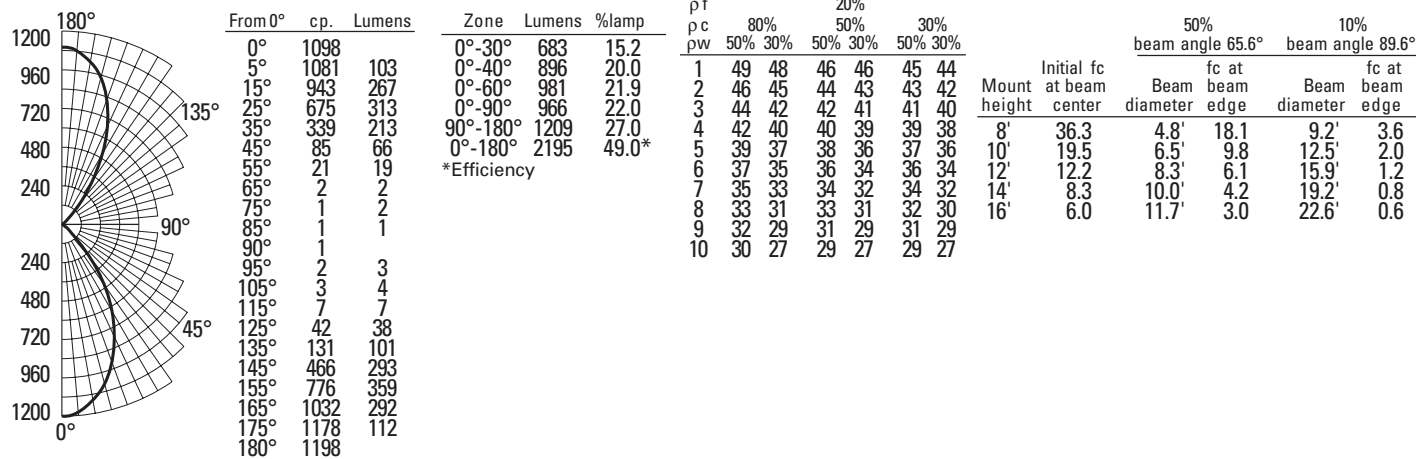 180°
1200
960
720
135°
480
240
90°
240
480
45°
720
960
1200
0°
From 0° cp. Lumens
0° 1098
5° 1081 103
15° 943 267
25° 675 313
35° 339 213
45° 85 66
55° 21 19
65° 2 2
75° 1 2
85° 1 1
90° 1
95° 2 3
105° 3 4
115° 7 7
125° 42 38
135° 131 101
145° 466 293
155° 776 359
165° 1032 292
175° 1178 112
180° 1198
Zone Lumens %lamp
0°-30° 683 15.2
0°-40° 896 20.0
0°-60° 981 21.9
0°-90° 966 22.0
90°-180° 1209 27.0
0°-180° 2195 49.0*
*Efficiency
ρf 20%
ρc 80% 50% 30%
ρw 50% 30% 50% 30% 50% 30%
1 49 48 46 46 45 44
2 46 45 44 43 43 42
3 44 42 42 41 41 40
4 42 40 40 39 39 38
5 39 37 38 36 37 36
6 37 35 36 34 36 34
7 35 33 34 32 34 32
8 33 31 33 31 32 30
9 32 29 31 29 31 29
10 30 27 29 27 29 27
50% 10%
beam angle 65.6° beam angle 89.6°
Initial fc fc at fc at
Mount at beam Beam beam Beam beam
height center diameter edge diameter edge
8' 36.3 4.8' 18.1 9.2' 3.6
10' 19.5 6.5' 9.8 12.5' 2.0
12' 12.2 8.3' 6.1 15.9' 1.2
14' 8.3 10.0' 4.2 19.2' 0.8
16' 6.0 11.7' 3.0 22.6' 0.6